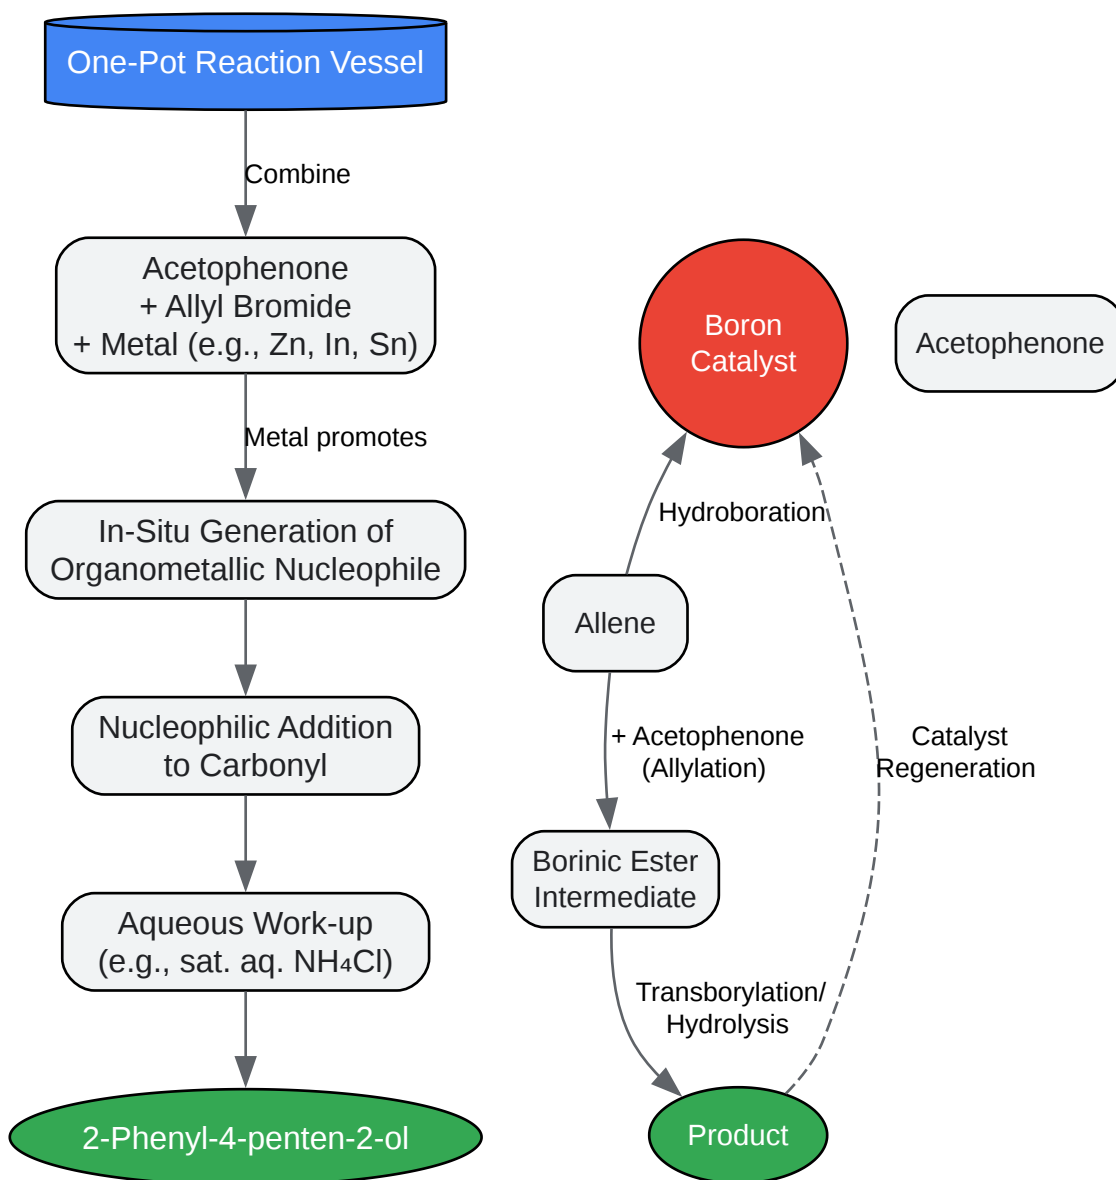 One-Pot Reaction Vessel
Combine
Acetophenone
+ Allyl Bromide
+ Metal (e.g., Zn, In, Sn)
Metal promotes
In-Situ Generation of
Organometallic Nucleophile
Nucleophilic Addition
to Carbonyl
Aqueous Work-up
(e.g., sat. aq. NH₄Cl)
2-Phenyl-4-penten-2-ol
Boron
Catalyst
Acetophenone
Hydroboration
Allene
+ Acetophenone
(Allylation)
Catalyst
Regeneration
Borinic Ester
Intermediate
Transborylation/
Hydrolysis
Product